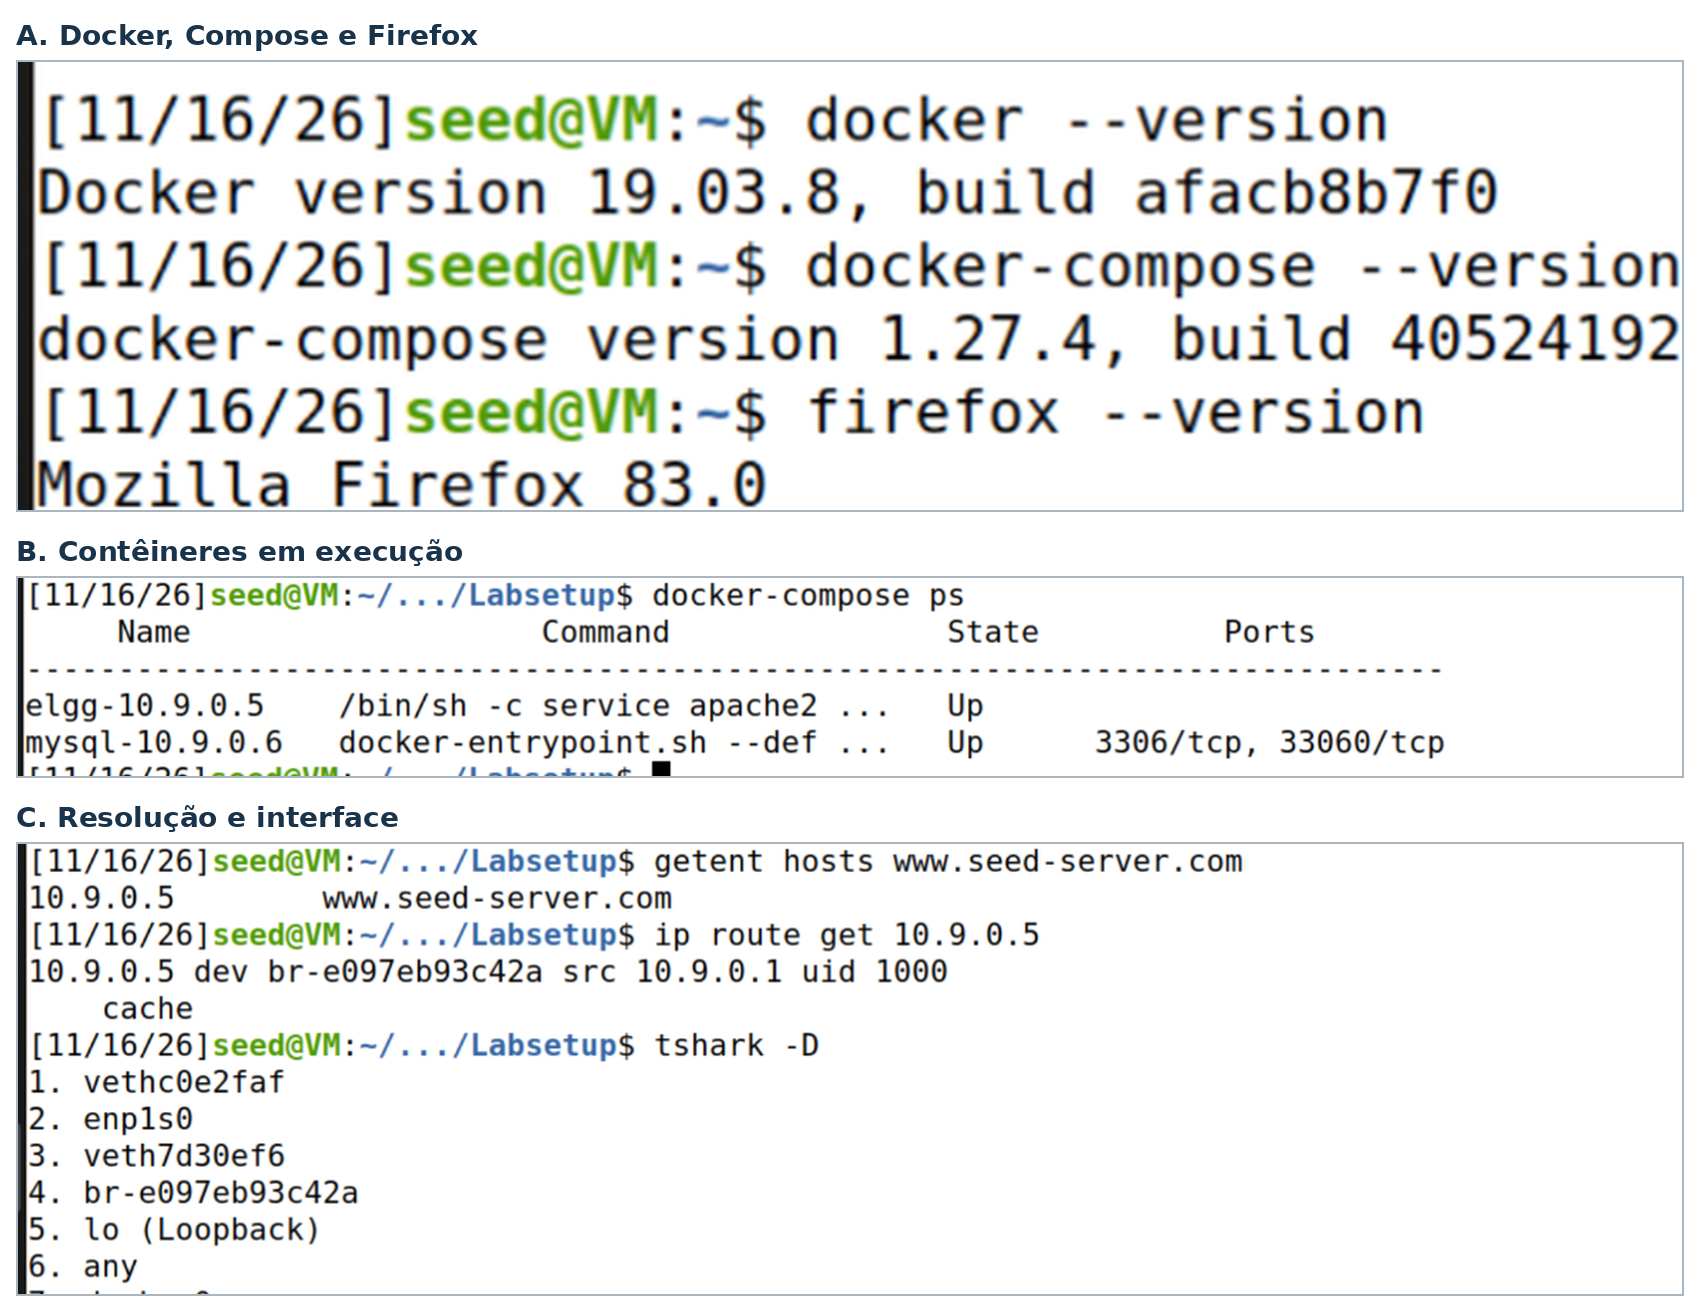 A. Docker, Compose e Firefox
[11/16/26]seed@VM:~$ docker --version
Docker version 19.03.8, build afacb8b7f0
[11/16/26]seed@VM:~$ docker-compose --version
docker-compose version 1.27.4, build 40524192
[11/16/26]seed@VM:~$ firefox --version
Mozilla Firefox 83.0
B. Contêineres em execução
[11/16/26]seed@VM:~/.../Labsetup$ docker-compose ps
Name Command State Ports
--------------------------------------------------------------------------------
elgg-10.9.0.5 /bin/sh -c service apache2 ... Up
mysql-10.9.0.6 docker-entrypoint.sh --def ... Up 3306/tcp, 33060/tcp
[11/16/26]seed@VM:~/.../Labsetup$
C. Resolução e interface
[11/16/26]seed@VM:~/.../Labsetup$ getent hosts www.seed-server.com
10.9.0.5 www.seed-server.com
[11/16/26]seed@VM:~/.../Labsetup$ ip route get 10.9.0.5
10.9.0.5 dev br-e097eb93c42a src 10.9.0.1 uid 1000
cache
[11/16/26]seed@VM:~/.../Labsetup$ tshark -D
1. vethc0e2faf
2. enp1s0
3. veth7d30ef6
4. br-e097eb93c42a
5. lo (Loopback)
6. any